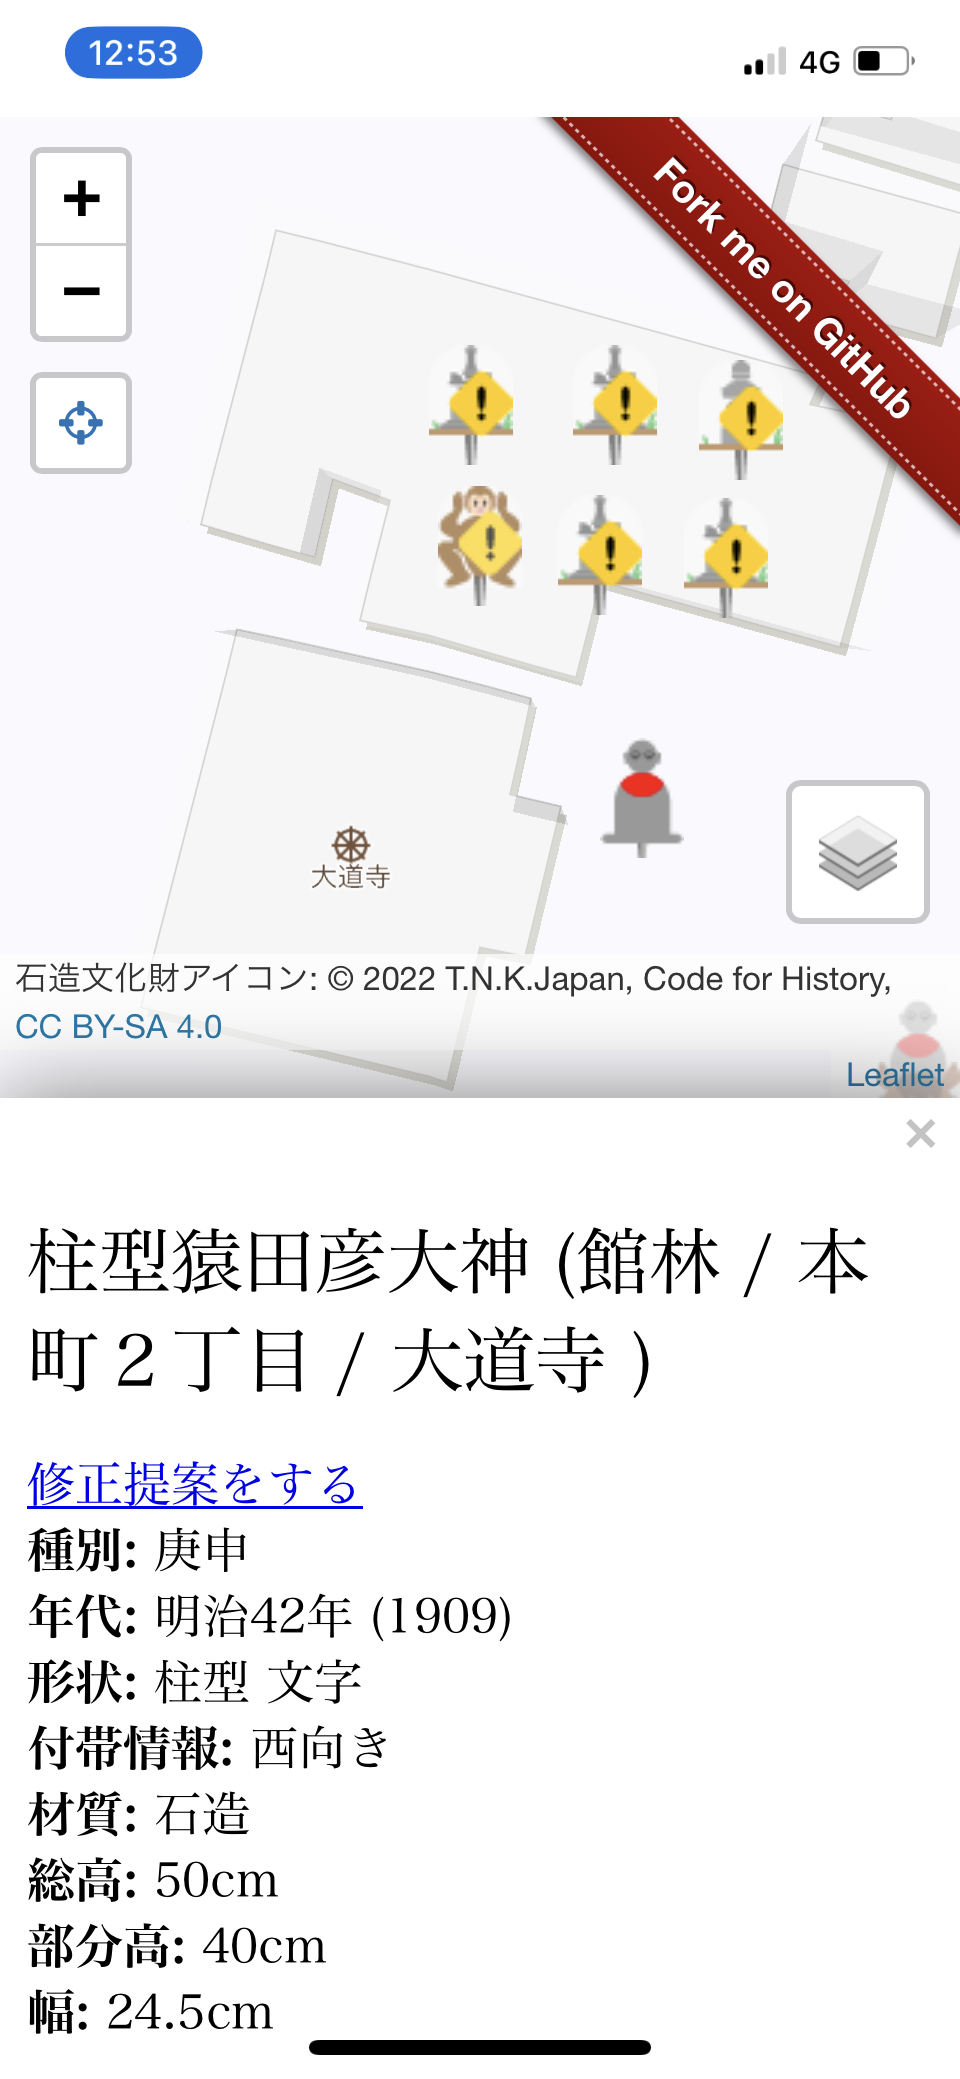 12:53
4G
+
−
Fork me on GitHub
大道寺
石造文化財アイコン: © 2022 T.N.K.Japan, Code for History,
CC BY-SA 4.0
Leaflet
×
柱型猿田彦大神 (館林 / 本
町２丁目 / 大道寺 )
修正提案をする
種別: 庚申
年代: 明治42年 (1909)
形状: 柱型 文字
付帯情報: 西向き
材質: 石造
総高: 50cm
部分高: 40cm
幅: 24.5cm